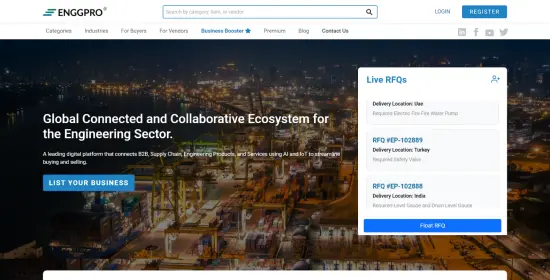 ENGGPRO®
Search by category, item, or vendor
LOGIN
REGISTER
Categories
Industries
For Buyers
For Vendors
Business Booster
Premium
Blog
Contact Us
Global Connected and Collaborative Ecosystem for
the Engineering Sector.
A leading digital platform that connects B2B, Supply Chain, Engineering Products, and Services using AI and IoT to streamline
buying and selling.
LIST YOUR BUSINESS
Live RFQs
Delivery Location: Uae
Required Electric Fire Fire Water Pump
RFQ #EP-102889
Delivery Location: Turkey
Required Safety Valve
RFQ #EP-102888
Delivery Location: India
Required Level Gauge and Drum Level Gauge
Float RFQ